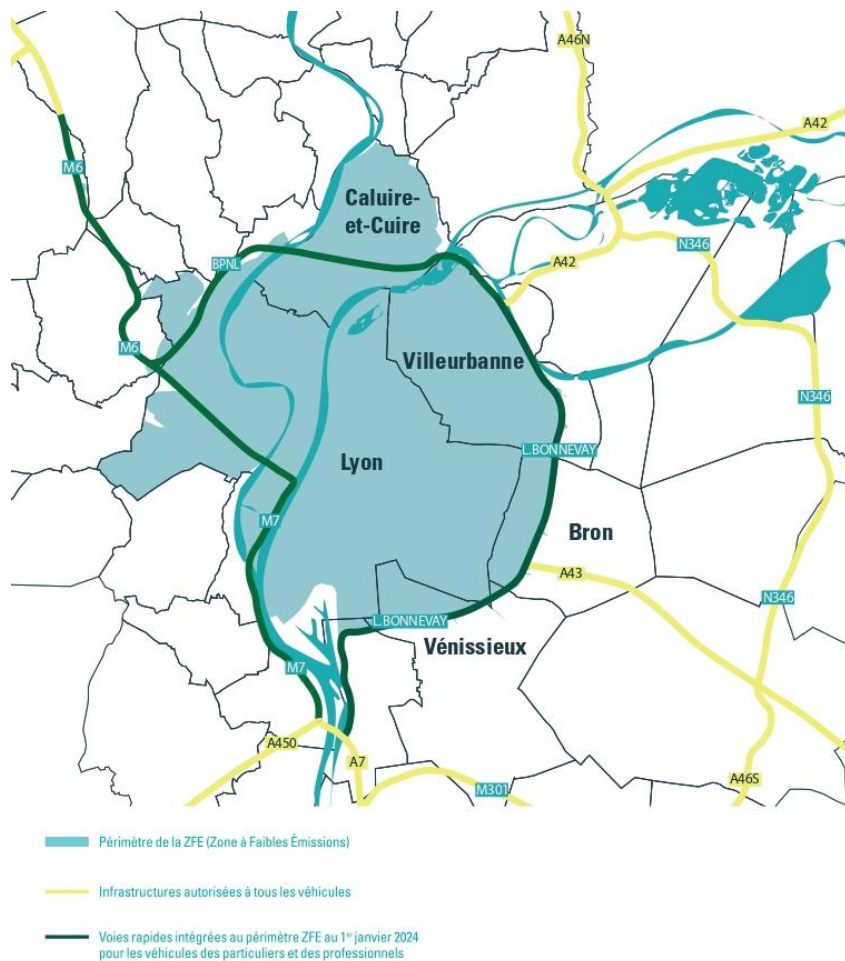 A46N
A42
M6
Caluire-
et-Cuire
N346
BPNL
A42
M6
Villeurbanne
N346
L.BONNEVAY
Lyon
M7
Bron
A43
N346
L.BONNEVAY
Vénissieux
M7
A450
A7
A46S
M301
Périmètre de la ZFE (Zone à Faibles Émissions)
Infrastructures autorisées à tous les véhicules
Voies rapides intégrées au périmètre ZFE au 1er janvier 2024
pour les véhicules des particuliers et des professionnels